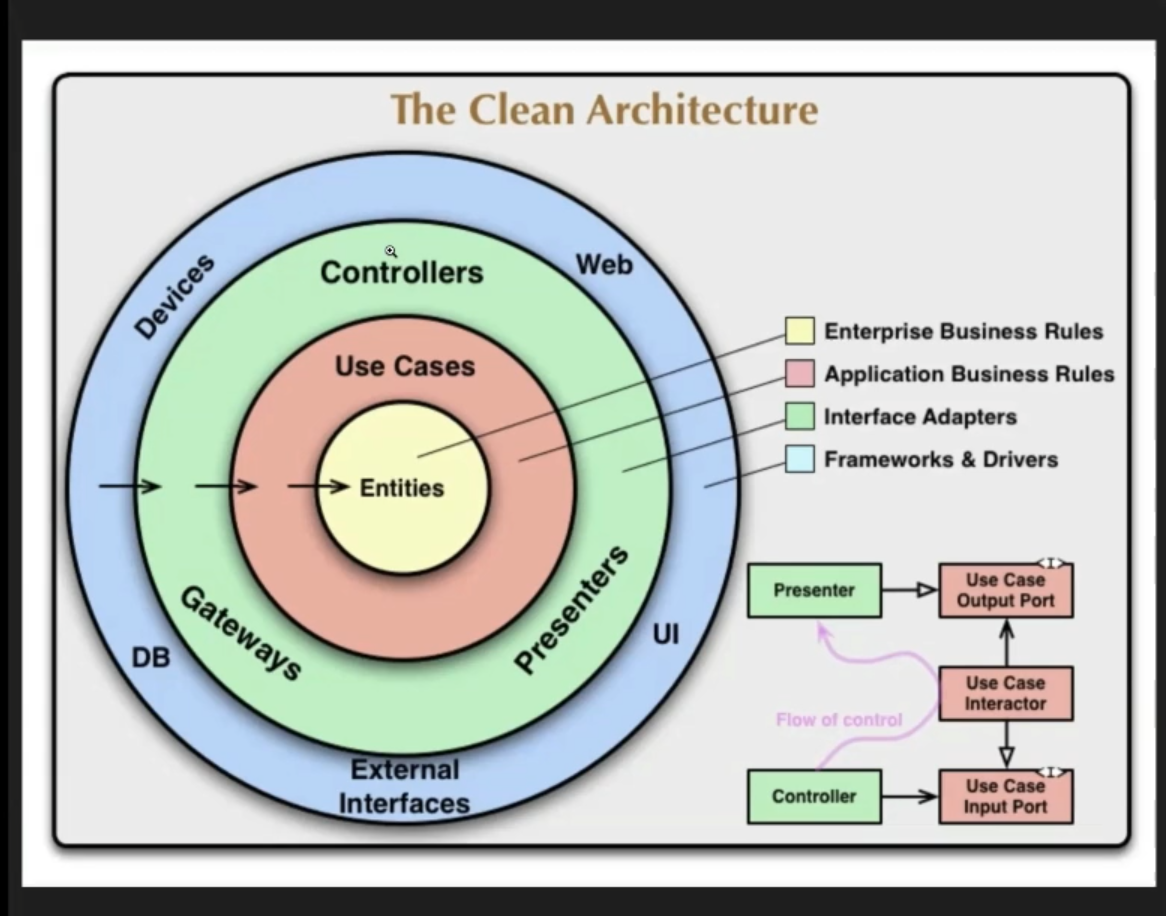 The Clean Architecture
Devices
Controllers
Web
Use Cases
Entities
Gateways
Presenters
DB
UI
External
Interfaces
Enterprise Business Rules
Application Business Rules
Interface Adapters
Frameworks & Drivers
Presenter
<I>
Use Case
Output Port
Use Case
Interactor
Flow of control
Controller
<I>
Use Case
Input Port